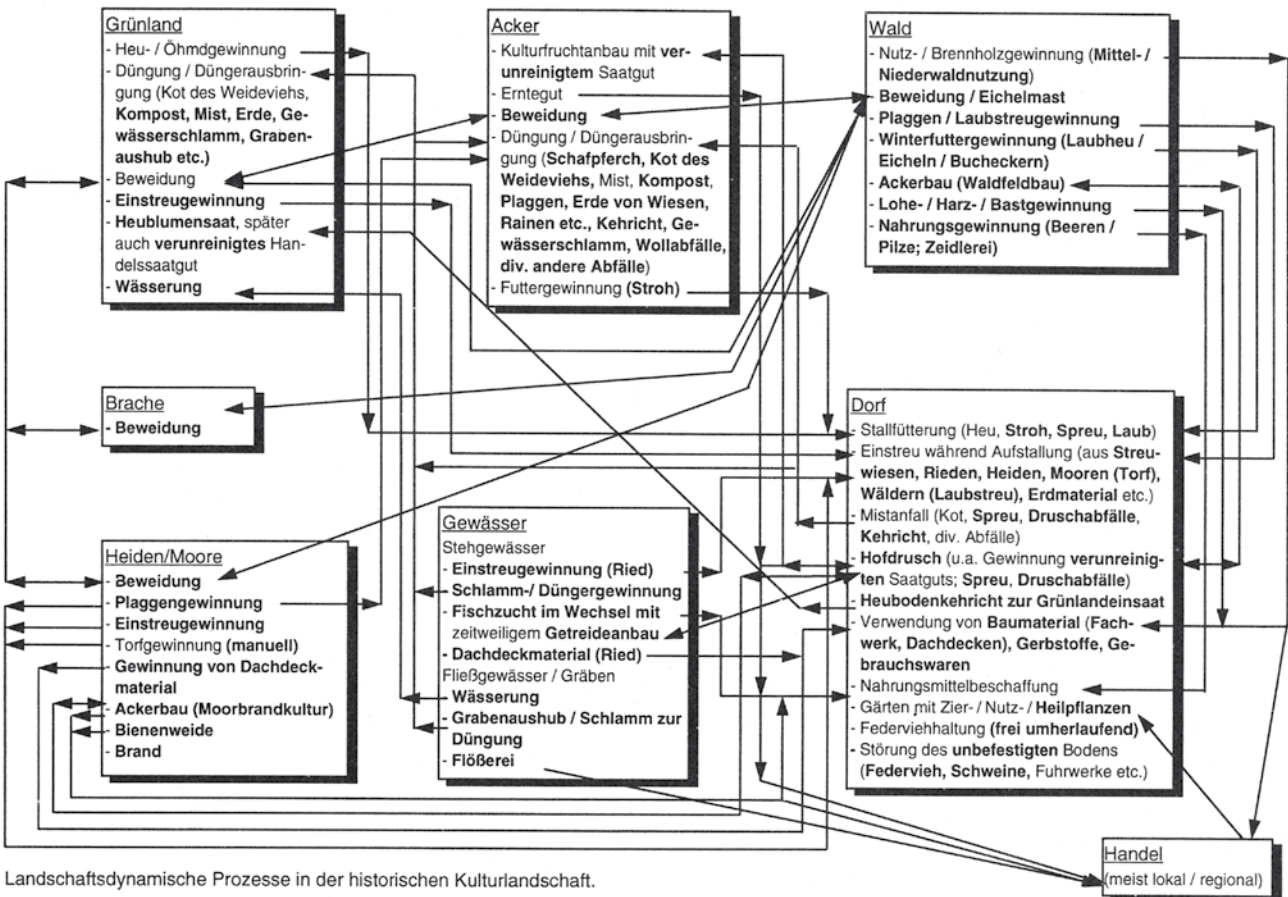 Grünland
- Heu- / Öhmdgewinnung
- Düngung / Düngerausbrin-
gung (Kot des Weideviehs,
Kompost, Mist, Erde, Ge-
wässerschlamm, Graben-
aushub etc.)
- Beweidung
- Einstreugewinnung
- Heublumensaat, später
auch verunreinigtes Han-
delssaatgut
- Wässerung
Acker
- Kulturfruchtanbau mit ver-
unreinigtem Saatgut
- Erntegut
- Beweidung
- Düngung / Düngerausbrin-
gung (Schafpferch, Kot des
Weideviehs, Mist, Kompost,
Plaggen, Erde von Wiesen,
Rainen etc., Kehricht, Ge-
wässerschlamm, Wollabfälle,
div. andere Abfälle)
- Futtergewinnung (Stroh)
Wald
- Nutz- / Brennholzgewinnung (Mittel- /
Niederwaldnutzung)
- Beweidung / Eichelmast
- Plaggen / Laubstreugewinnung
- Winterfuttergewinnung (Laubheu /
Eicheln / Bucheckern)
- Ackerbau (Waldfeldbau)
- Lohe- / Harz- / Bastgewinnung
- Nahrungsgewinnung (Beeren /
Pilze; Zeidlerei)
Brache
- Beweidung
Heiden/Moore
- Beweidung
- Plaggengewinnung
- Einstreugewinnung
- Torfgewinnung (manuell)
- Gewinnung von Dachdeck-
material
- Ackerbau (Moorbrandkultur)
- Bienenweide
- Brand
Gewässer
Stehgewässer
- Einstreugewinnung (Ried)
- Schlamm-/ Düngergewinnung
- Fischzucht im Wechsel mit
zeitweiligem Getreideanbau
- Dachdeckmaterial (Ried)
Fließgewässer / Gräben
- Wässerung
- Grabenaushub / Schlamm zur
Düngung
- Flößerei
Dorf
- Stallfütterung (Heu, Stroh, Spreu, Laub)
- Einstreu während Aufstallung (aus Streu-
wiesen, Rieden, Heiden, Mooren (Torf),
Wäldern (Laubstreu), Erdmaterial etc.)
- Mistanfall (Kot, Spreu, Druschabfälle,
Kehricht, div. Abfälle)
- Hofdrusch (u.a. Gewinnung verunreinig-
ten Saatguts; Spreu, Druschabfälle)
- Heubodenkehricht zur Grünlandeinsaat
- Verwendung von Baumaterial (Fach-
werk, Dachdecken), Gerbstoffe, Ge-
brauchswaren
- Nahrungsmittelbeschaffung
- Gärten mit Zier- / Nutz- / Heilpflanzen
- Federviehhaltung (frei umherlaufend)
- Störung des unbefestigten Bodens
(Federvieh, Schweine, Fuhrwerke etc.)
Handel
(meist lokal / regional)
Landschaftsdynamische Prozesse in der historischen Kulturlandschaft.